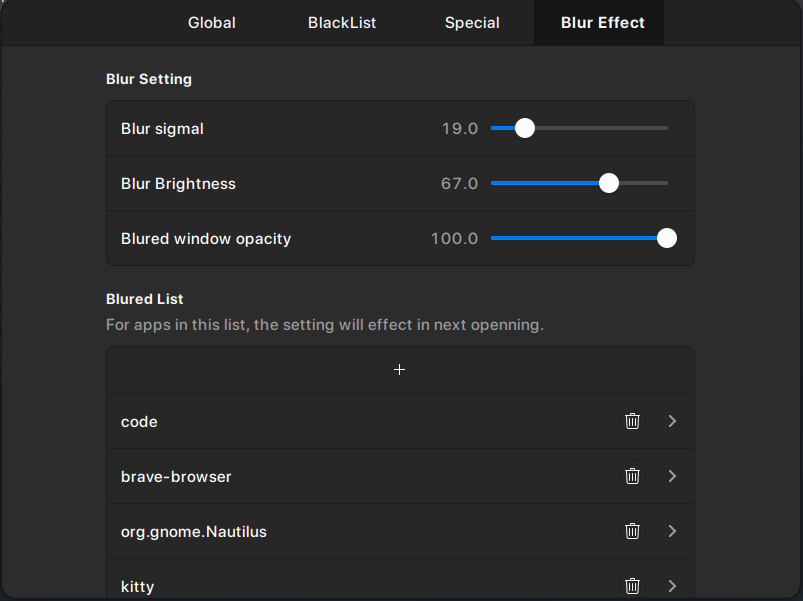 Global BlackList Special Blur Effect
Blur Setting
Blur sigmal 19.0
Blur Brightness 67.0
Blured window opacity 100.0
Blured List
For apps in this list, the setting will effect in next openning.
+
code
brave-browser
org.gnome.Nautilus
kitty